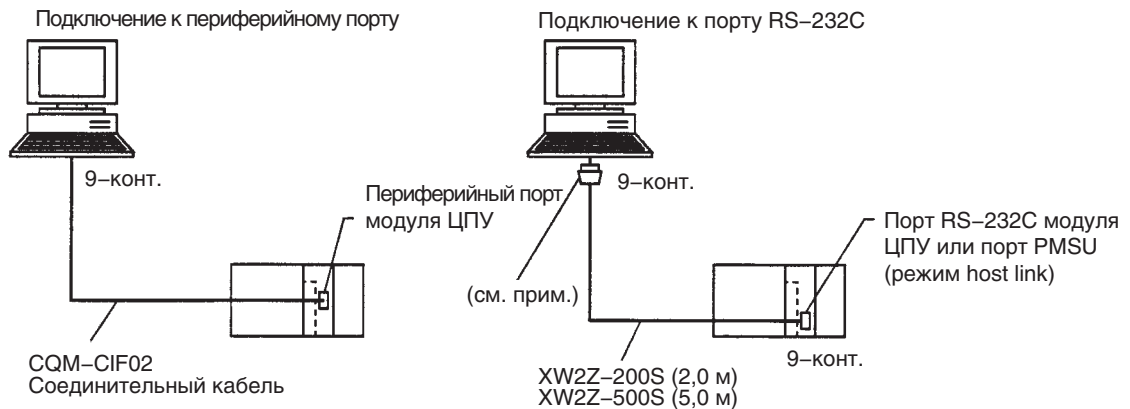 Подключение к периферийному порту
9–конт.
Периферийный порт
модуля ЦПУ
CQM–CIF02
Соединительный кабель
Подключение к порту RS–232C
9–конт.
(см. прим.)
Порт RS–232C модуля
ЦПУ или порт PMSU
(режим host link)
9–конт.
XW2Z–200S (2,0 м)
XW2Z–500S (5,0 м)